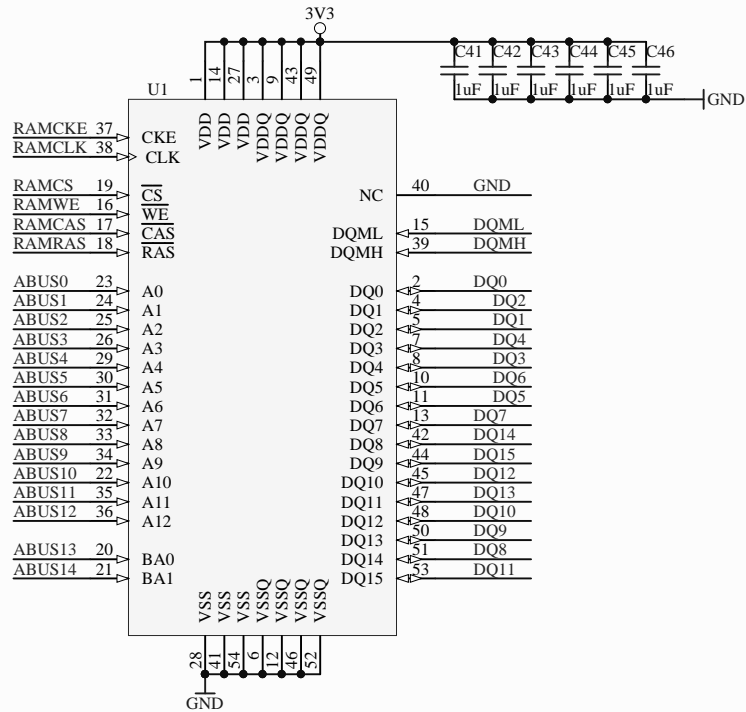 3V3
C41 C42 C43 C44 C45 C46
1uF 1uF 1uF 1uF 1uF 1uF
GND
1 14 27 3 9 43 49
U1
VDD VDD VDD VDDQ VDDQ VDDQ VDDQ
RAMCKE 37 CKE
RAMCLK 38 CLK
RAMCS 19 CS NC 40 GND
RAMWE 16 WE
RAMCAS 17 CAS DQML 15 DQML
RAMRAS 18 RAS DQMH 39 DQMH
ABUS0 23 A0 DQ0 2 DQ0
ABUS1 24 A1 DQ1 4 DQ2
ABUS2 25 A2 DQ2 5 DQ1
ABUS3 26 A3 DQ3 7 DQ4
ABUS4 29 A4 DQ4 8 DQ3
ABUS5 30 A5 DQ5 10 DQ6
ABUS6 31 A6 DQ6 11 DQ5
ABUS7 32 A7 DQ7 13 DQ7
ABUS8 33 A8 DQ8 42 DQ14
ABUS9 34 A9 DQ9 44 DQ15
ABUS10 22 A10 DQ10 45 DQ12
ABUS11 35 A11 DQ11 47 DQ13
ABUS12 36 A12 DQ12 48 DQ10
DQ13 50 DQ9
ABUS13 20 BA0 DQ14 51 DQ8
ABUS14 21 BA1 DQ15 53 DQ11
VSS VSS VSS VSSQ VSSQ VSSQ VSSQ
28 41 54 6 12 46 52
GND